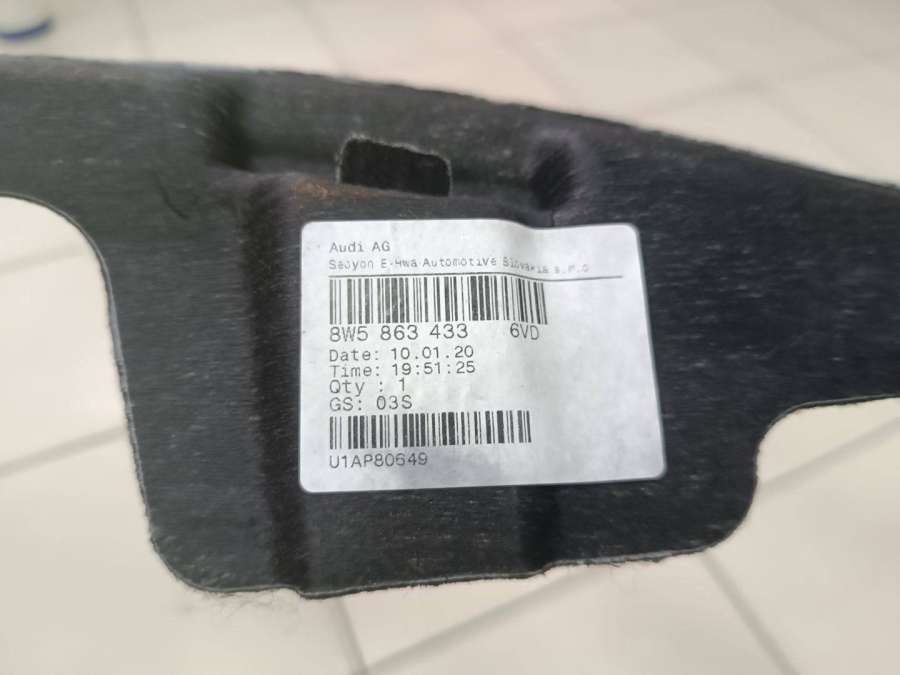 Audi AG
Seoyon E-Hwa Automotive Slovakia s.r.o
8W5 863 433 6VD
Date: 10.01.20
Time: 19:51:25
Qty : 1
GS: 03S
U1AP80649